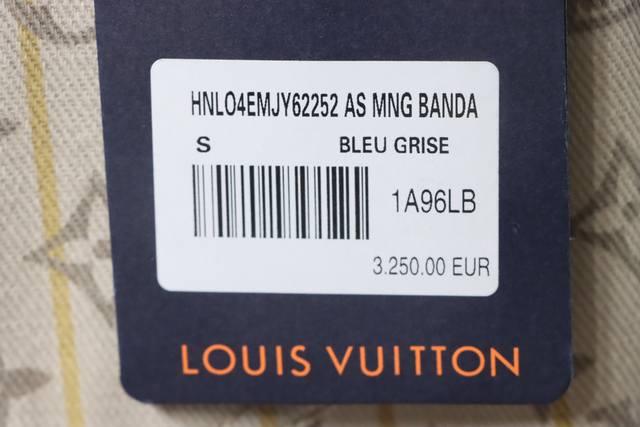 HNLO4EMJY62252 AS MNG BANDA
S BLEU GRISE
1A96LB
3.250.00 EUR
LOUIS VUITTON